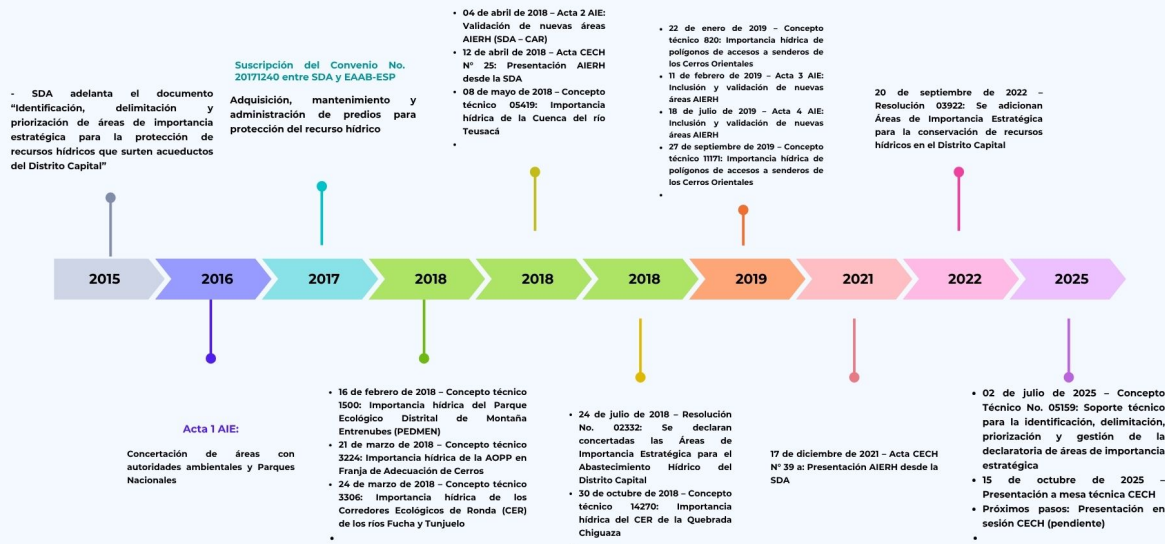 - SDA adelanta el documento
"Identificación, delimitación y
priorización de áreas de importancia
estratégica para la protección de
recursos hídricos que surten acueductos
del Distrito Capital"
Suscripción del Convenio No.
20171240 entre SDA y EAAB-ESP
Adquisición, mantenimiento y
administración de predios para
protección del recurso hídrico
• 04 de abril de 2018 – Acta 2 AIE:
Validación de nuevas áreas
AIERH (SDA – CAR)
• 12 de abril de 2018 – Acta CECH
N° 25: Presentación AIERH
desde la SDA
• 08 de mayo de 2018 – Concepto
técnico 05419: Importancia
hídrica de la Cuenca del río
Teusacá
•
• 22 de enero de 2019 – Concepto
técnico 820: Importancia hídrica de
polígonos de accesos a senderos de
los Cerros Orientales
• 11 de febrero de 2019 – Acta 3 AIE:
Inclusión y validación de nuevas
áreas AIERH
• 18 de julio de 2019 – Acta 4 AIE:
Inclusión y validación de nuevas
áreas AIERH
• 27 de septiembre de 2019 – Concepto
técnico 11171: Importancia hídrica de
polígonos de accesos a senderos de
los Cerros Orientales
•
20 de septiembre de 2022 –
Resolución 03922: Se adicionan
Áreas de Importancia Estratégica
para la conservación de recursos
hídricos en el Distrito Capital
2015 2016 2017 2018 2018 2018 2019 2021 2022 2025
Acta 1 AIE:
Concertación de áreas con
autoridades ambientales y Parques
Nacionales
• 16 de febrero de 2018 – Concepto técnico
1500: Importancia hídrica del Parque
Ecológico Distrital de Montaña
Entrenubes (PEDMEN)
• 21 de marzo de 2018 – Concepto técnico
3224: Importancia hídrica de la AOPP en
Franja de Adecuación de Cerros
• 24 de marzo de 2018 – Concepto técnico
3306: Importancia hídrica de los
Corredores Ecológicos de Ronda (CER)
de los ríos Fucha y Tunjuelo
•
• 24 de julio de 2018 – Resolución
No. 02332: Se declaran
concertadas las Áreas de
Importancia Estratégica para el
Abastecimiento Hídrico del
Distrito Capital
• 30 de octubre de 2018 – Concepto
técnico 14270: Importancia
hídrica del CER de la Quebrada
Chiguaza
17 de diciembre de 2021 – Acta CECH
N° 39 a: Presentación AIERH desde la
SDA
• 02 de julio de 2025 – Concepto
Técnico No. 05159: Soporte técnico
para la identificación, delimitación,
priorización y gestión de la
declaratoria de áreas de importancia
estratégica
• 15 de octubre de 2025 –
Presentación a mesa técnica CECH
• Próximos pasos: Presentación en
sesión CECH (pendiente)
•